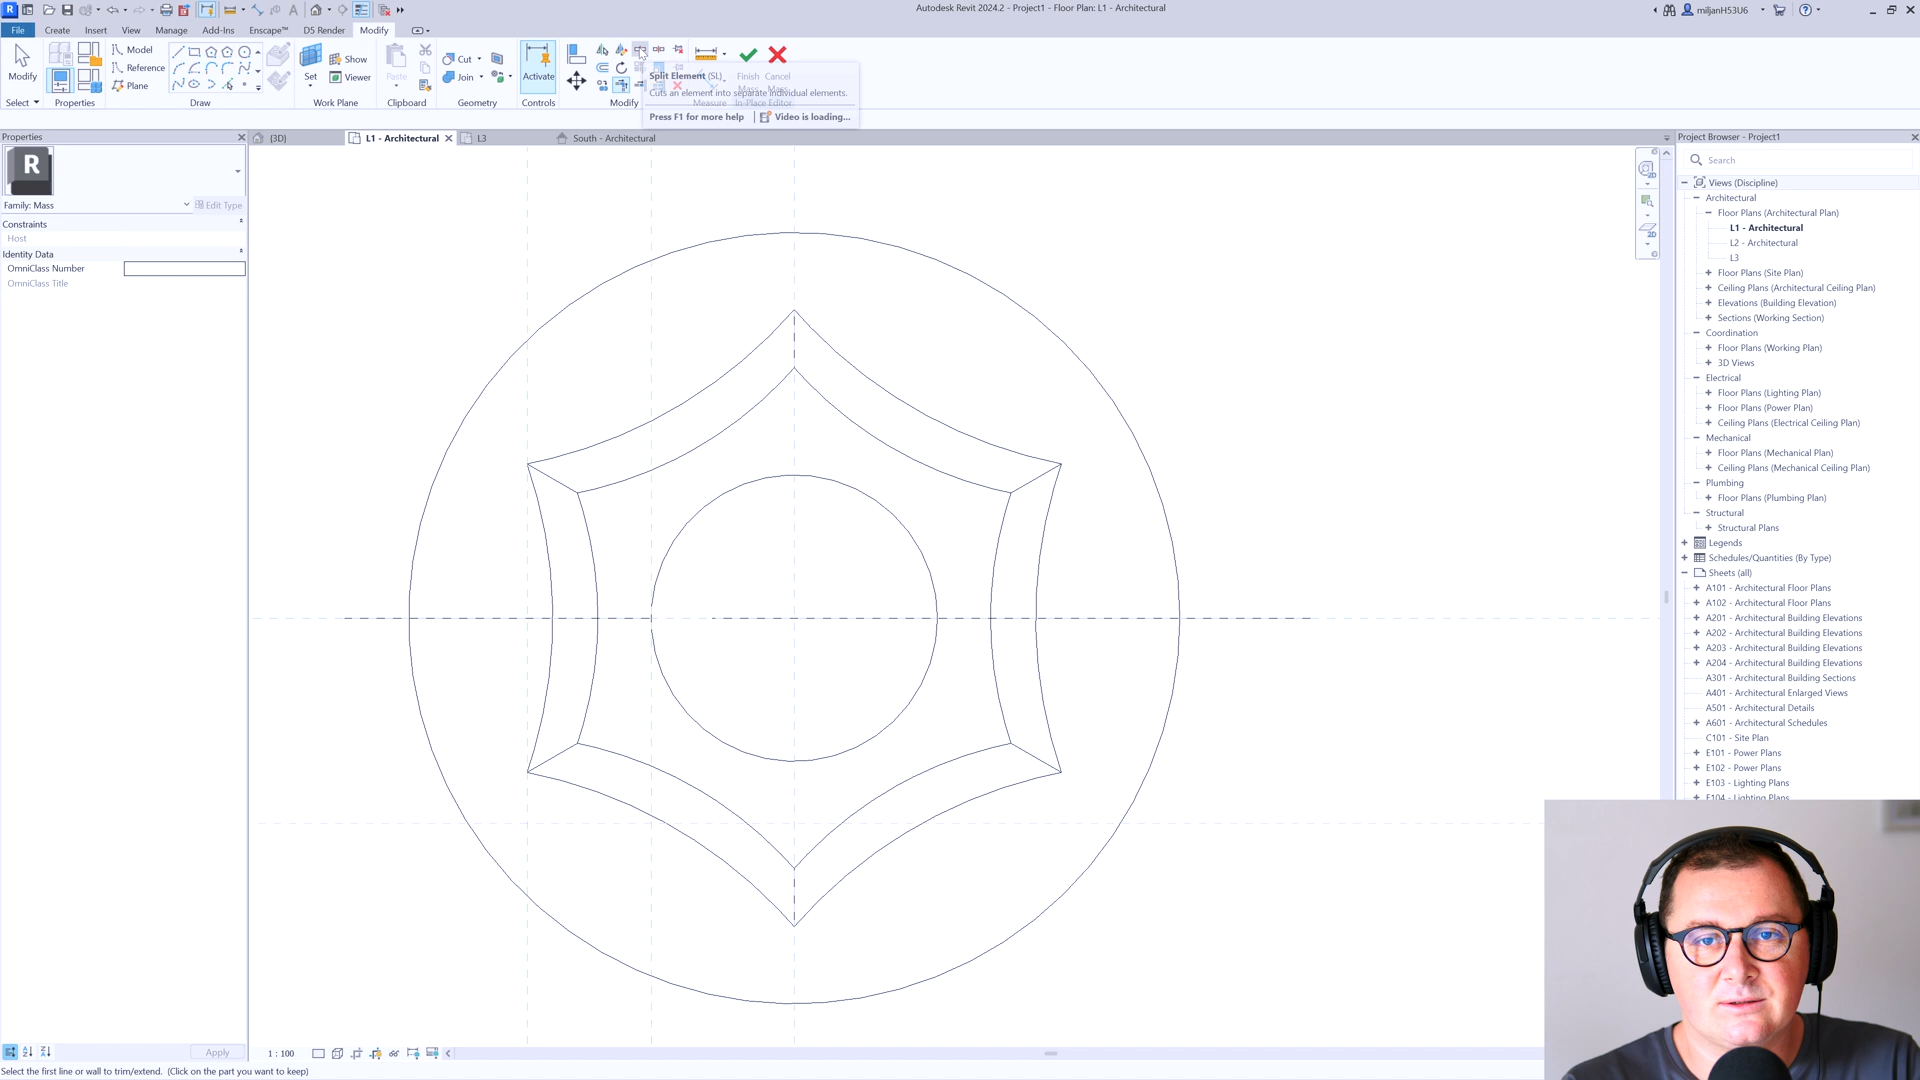 Autodesk Revit 2024.2 - Project1 - Floor Plan: L1 - Architectural
miljanH53U6
File
Create
Insert
View
Manage
Add-Ins
Enscape™
D5 Render
Modify
Modify
Select
Properties
Model
Reference
Plane
Draw
Set
Show
Viewer
Work Plane
Paste
Clipboard
Cut
Join
Geometry
Activate
Controls
Modify
Measure
Finish
Mass
Cancel
Mass
In-Place Editor
Split Element (SL)
Cuts an element into separate individual elements.
Press F1 for more help
Video is loading...
Properties
{3D}
L1 - Architectural
L3
South - Architectural
Project Browser - Project1
R
Family: Mass
Edit Type
Constraints
Host
Identity Data
OmniClass Number
OmniClass Title
Apply
Search
Views (Discipline)
Architectural
Floor Plans (Architectural Plan)
L1 - Architectural
L2 - Architectural
L3
Floor Plans (Site Plan)
Ceiling Plans (Architectural Ceiling Plan)
Elevations (Building Elevation)
Sections (Working Section)
Coordination
Floor Plans (Working Plan)
3D Views
Electrical
Floor Plans (Lighting Plan)
Floor Plans (Power Plan)
Ceiling Plans (Electrical Ceiling Plan)
Mechanical
Floor Plans (Mechanical Plan)
Ceiling Plans (Mechanical Ceiling Plan)
Plumbing
Floor Plans (Plumbing Plan)
Structural
Structural Plans
Legends
Schedules/Quantities (By Type)
Sheets (all)
A101 - Architectural Floor Plans
A102 - Architectural Floor Plans
A201 - Architectural Building Elevations
A202 - Architectural Building Elevations
A203 - Architectural Building Elevations
A204 - Architectural Building Elevations
A301 - Architectural Building Sections
A401 - Architectural Enlarged Views
A501 - Architectural Details
A601 - Architectural Schedules
C101 - Site Plan
E101 - Power Plans
E102 - Power Plans
E103 - Lighting Plans
E104 - Lighting Plans
1 : 100
Select the first line or wall to trim/extend. (Click on the part you want to keep)